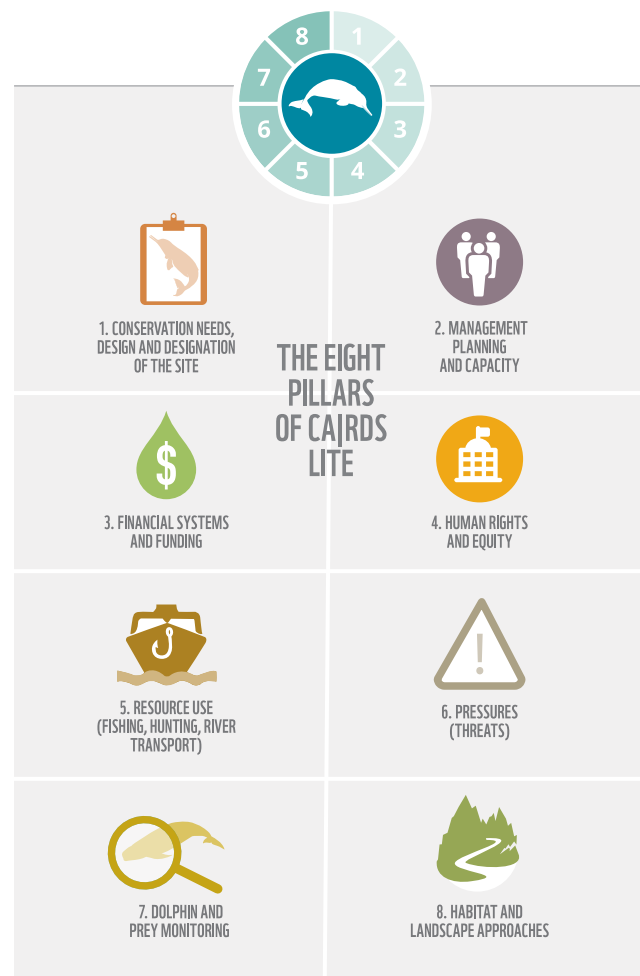 8 1
7 2
6 3
5 4
1. CONSERVATION NEEDS,
DESIGN AND DESIGNATION
OF THE SITE
2. MANAGEMENT
PLANNING
AND CAPACITY
THE EIGHT
PILLARS
OF CA|RDS
LITE
$
3. FINANCIAL SYSTEMS
AND FUNDING
4. HUMAN RIGHTS
AND EQUITY
5. RESOURCE USE
(FISHING, HUNTING, RIVER
TRANSPORT)
!
6. PRESSURES
(THREATS)
7. DOLPHIN AND
PREY MONITORING
8. HABITAT AND
LANDSCAPE APPROACHES